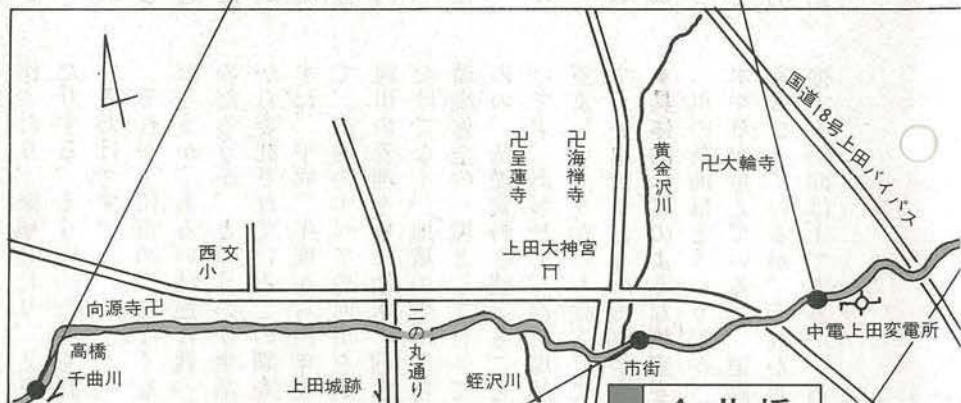 国道18号上田バイパス
卍呈蓮寺
卍海禅寺
黄金沢川
卍大輪寺
西小
文
上田大神宮
向源寺卍
高橋
千曲川
二の丸通り
上田城跡
蛭沢川
市街
中電上田変電所